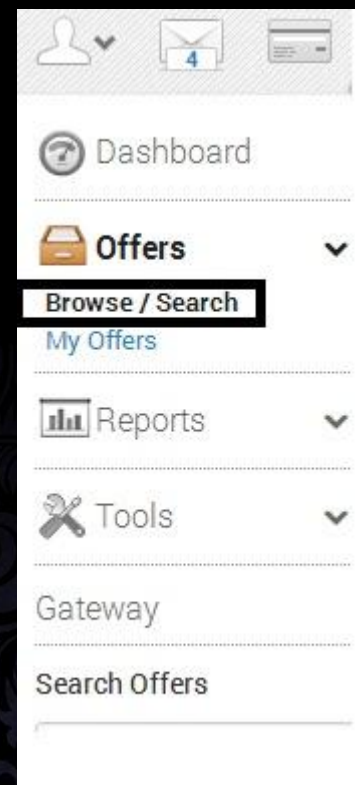 4
Dashboard
Offers
Browse / Search
My Offers
Reports
Tools
Gateway
Search Offers